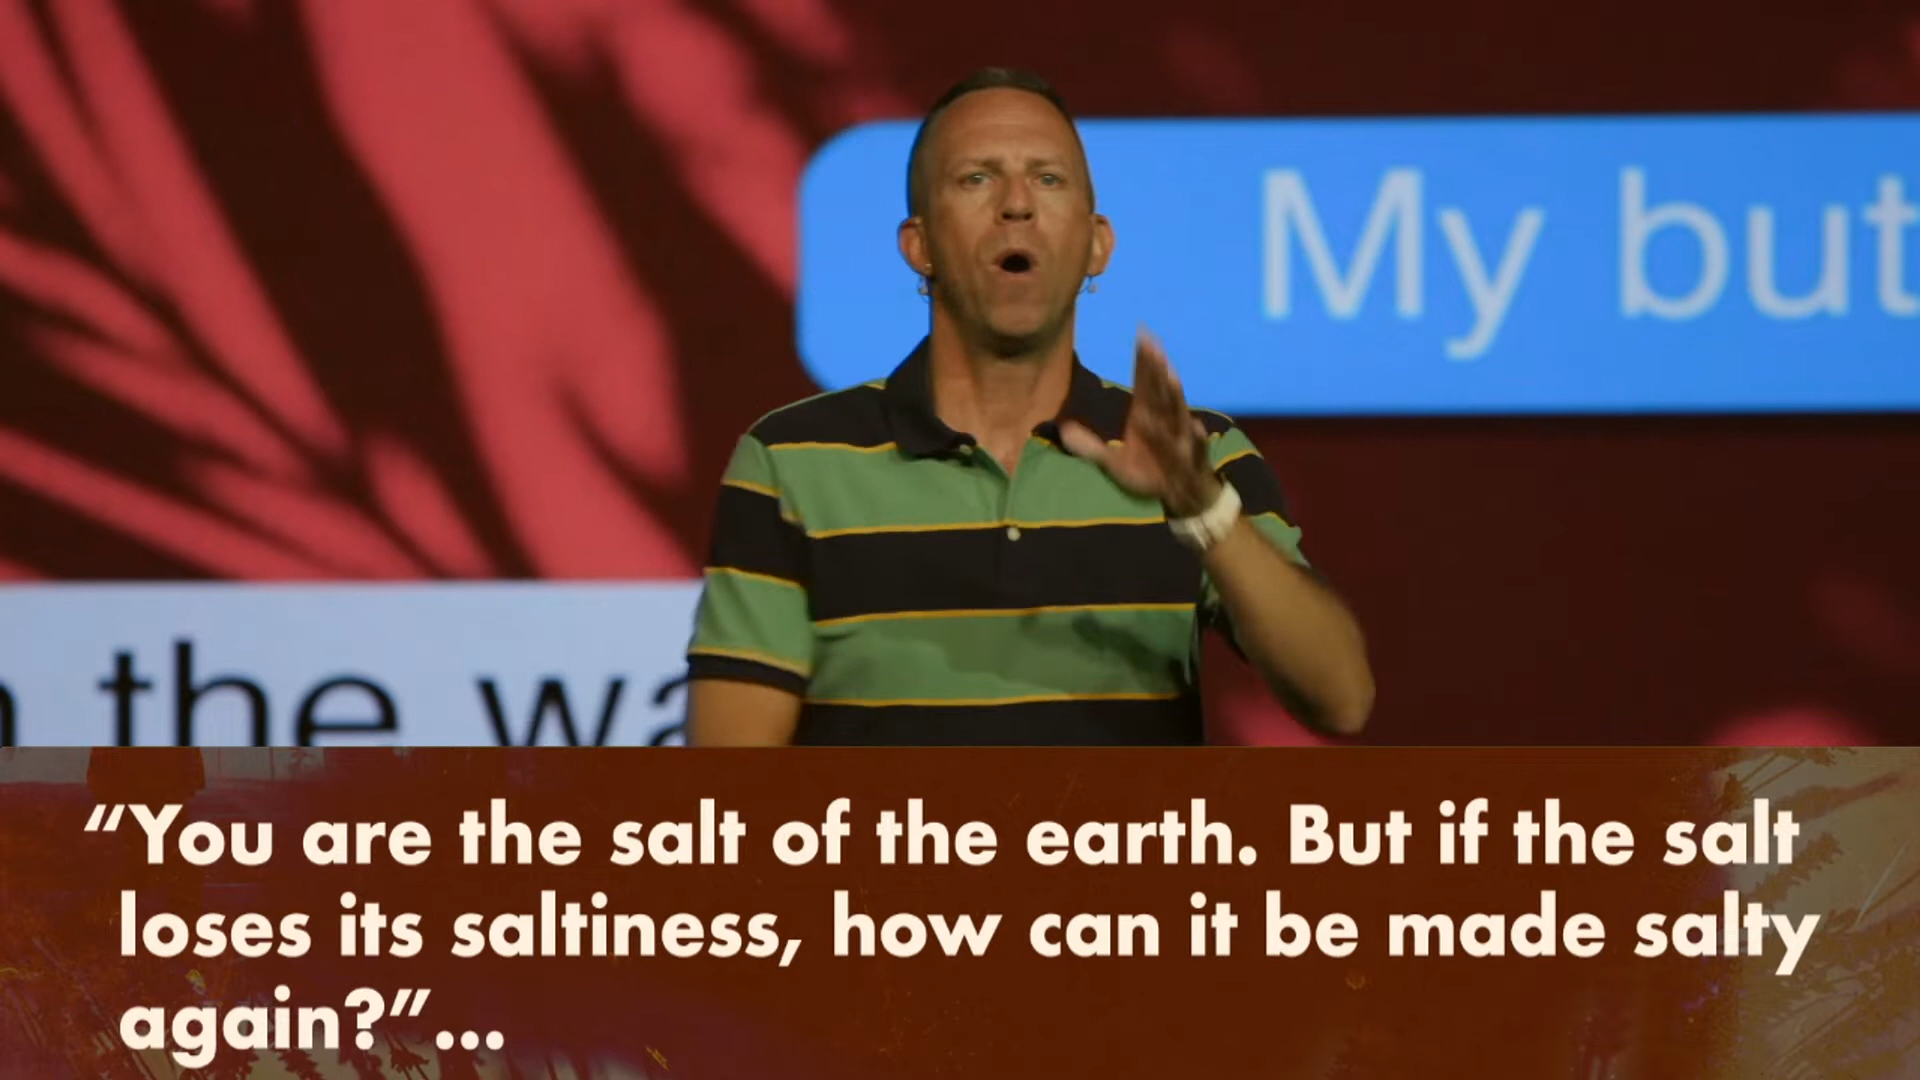 My but
the wa
“You are the salt of the earth. But if the salt
loses its saltiness, how can it be made salty
again?”...